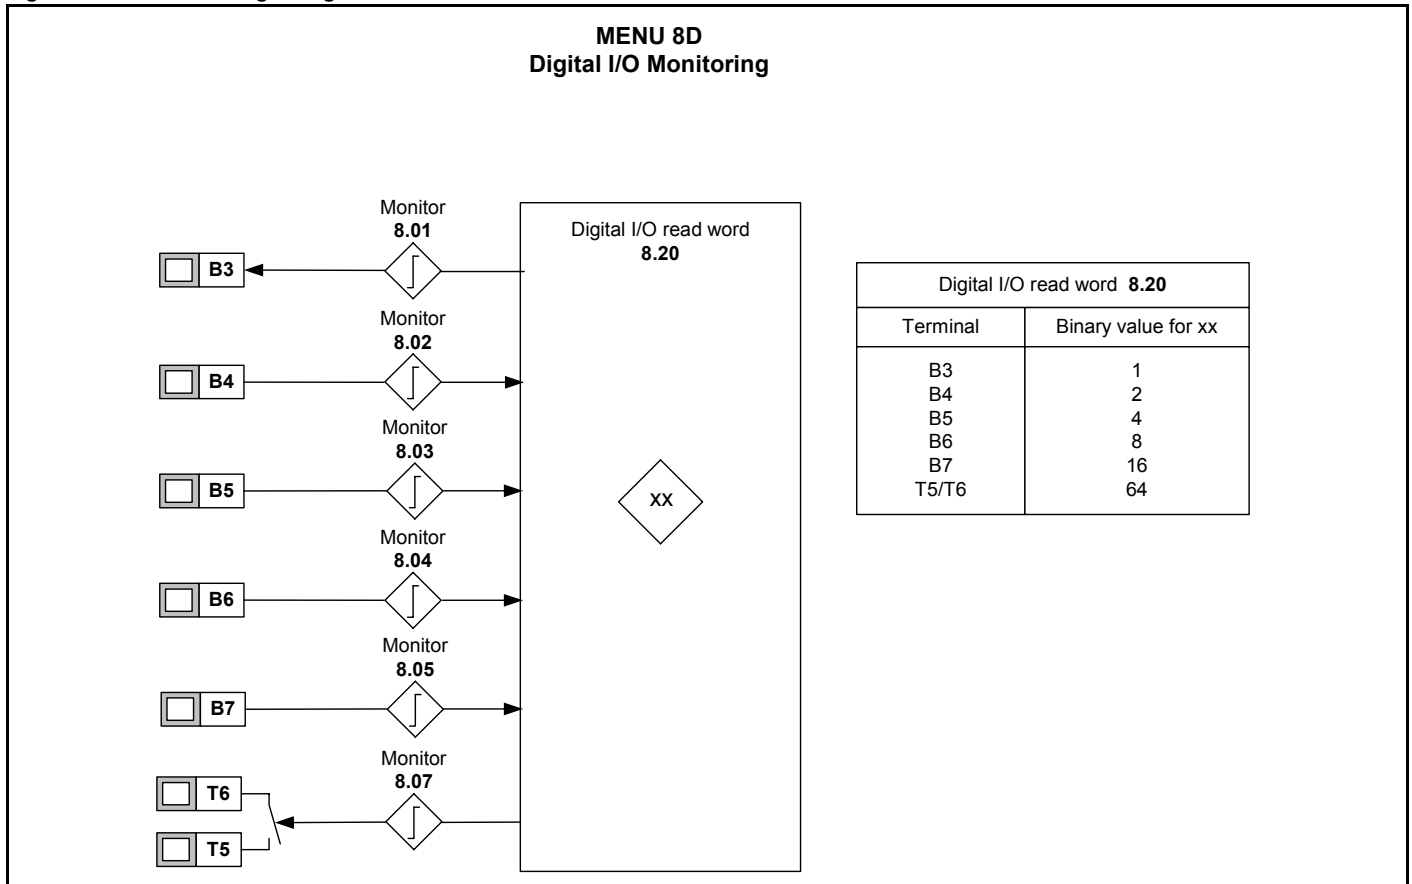 MENU 8D
Digital I/O Monitoring
Monitor
8.01
B3
Monitor
8.02
B4
Monitor
8.03
B5
Monitor
8.04
B6
Monitor
8.05
B7
Monitor
8.07
T6
T5
Digital I/O read word
8.20
XX
Digital I/O read word 8.20
Terminal Binary value for xx
B3 1
B4 2
B5 4
B6 8
B7 16
T5/T6 64